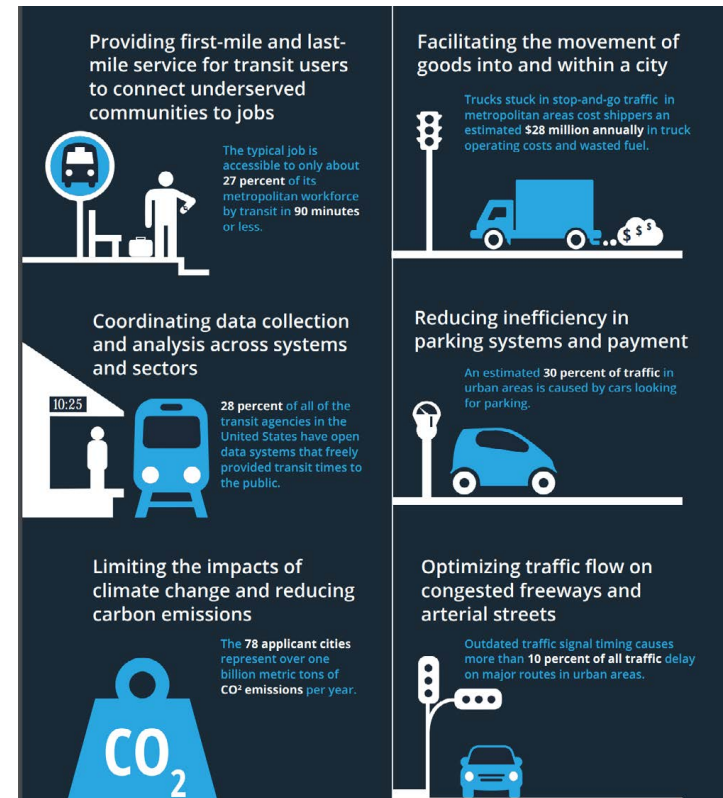 Providing first-mile and last-
mile service for transit users
to connect underserved
communities to jobs
The typical job is
accessible to only about
27 percent of its
metropolitan workforce
by transit in 90 minutes
or less.
Facilitating the movement of
goods into and within a city
Trucks stuck in stop-and-go traffic in
metropolitan areas cost shippers an
estimated $28 million annually in truck
operating costs and wasted fuel.
$ $ $
Coordinating data collection
and analysis across systems
and sectors
10:25
28 percent of all of the
transit agencies in the
United States have open
data systems that freely
provided transit times to
the public.
Reducing inefficiency in
parking systems and payment
An estimated 30 percent of traffic in
urban areas is caused by cars looking
for parking.
Limiting the impacts of
climate change and reducing
carbon emissions
The 78 applicant cities
represent over one
billion metric tons of
CO² emissions per year.
CO₂
Optimizing traffic flow on
congested freeways and
arterial streets
Outdated traffic signal timing causes
more than 10 percent of all traffic delay
on major routes in urban areas.